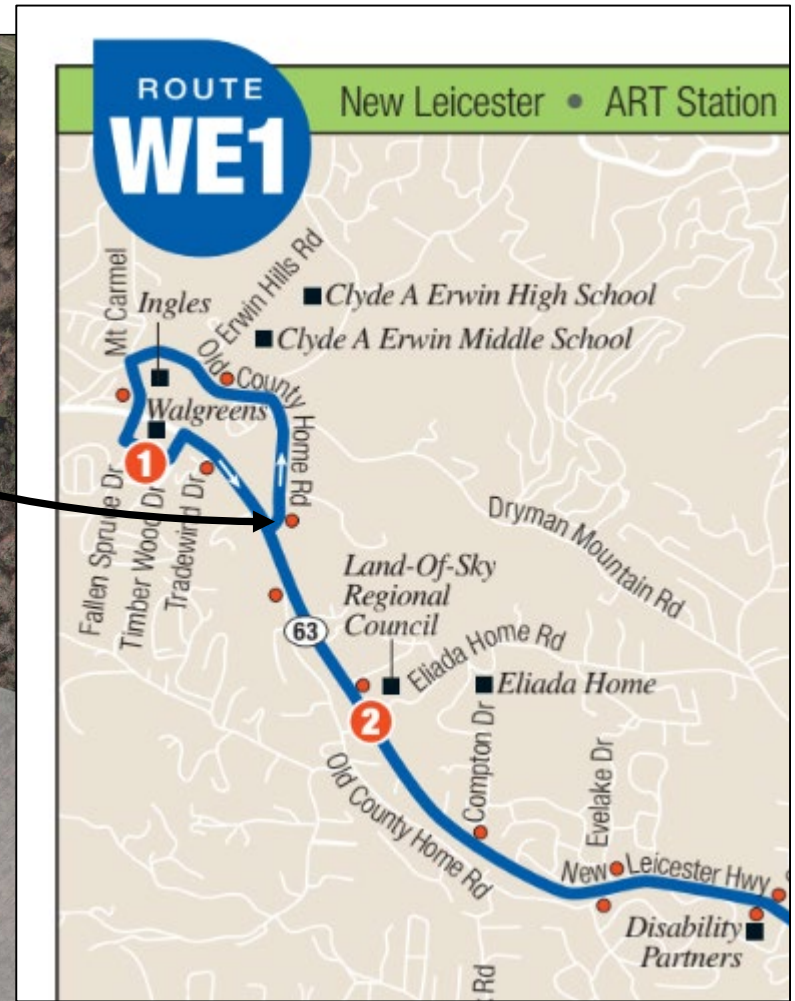 ROUTE
WE1
New Leicester • ART Station
Mt Carmel
Ingles
Erwin Hills Rd
Clyde A Erwin High School
Clyde A Erwin Middle School
Old County Home Rd
Walgreens
1
Fallen Spruce Dr
Timber Wood Dr
Tradewind Dr
Dryman Mountain Rd
Land-Of-Sky
Regional
Council
63
Eliada Home Rd
Eliada Home
2
Compton Dr
Old County Home Rd
Evelake Dr
New Leicester Hwy
Disability
Partners
Rd